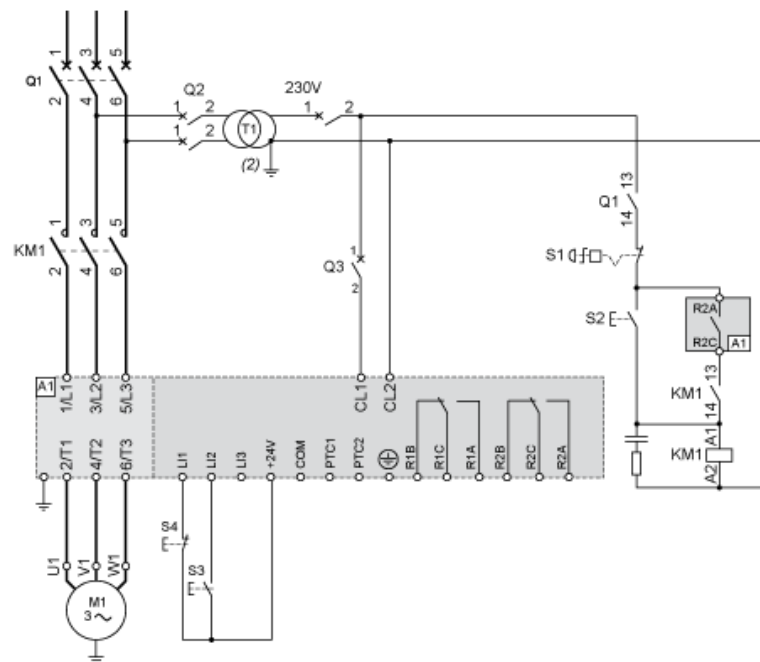 1 3 5
Q1
2 4 6
Q2
1 2
1 2
T1
(2)
230V
1 2
13
Q1
14
S1
1 3 5
KM1
2 4 6
1
Q3
2
S2
R2A
R2C
A1
13
KM1
14
A1
KM1
A2
A1
1/L1 3/L2 5/L3
CL1 CL2
2/T1 4/T2 6/T3
LI1 LI2 LI3 +24V COM PTC1 PTC2 R1B R1C R1A R2B R2C R2A
S4
S3
U1 V1 W1
M1
3